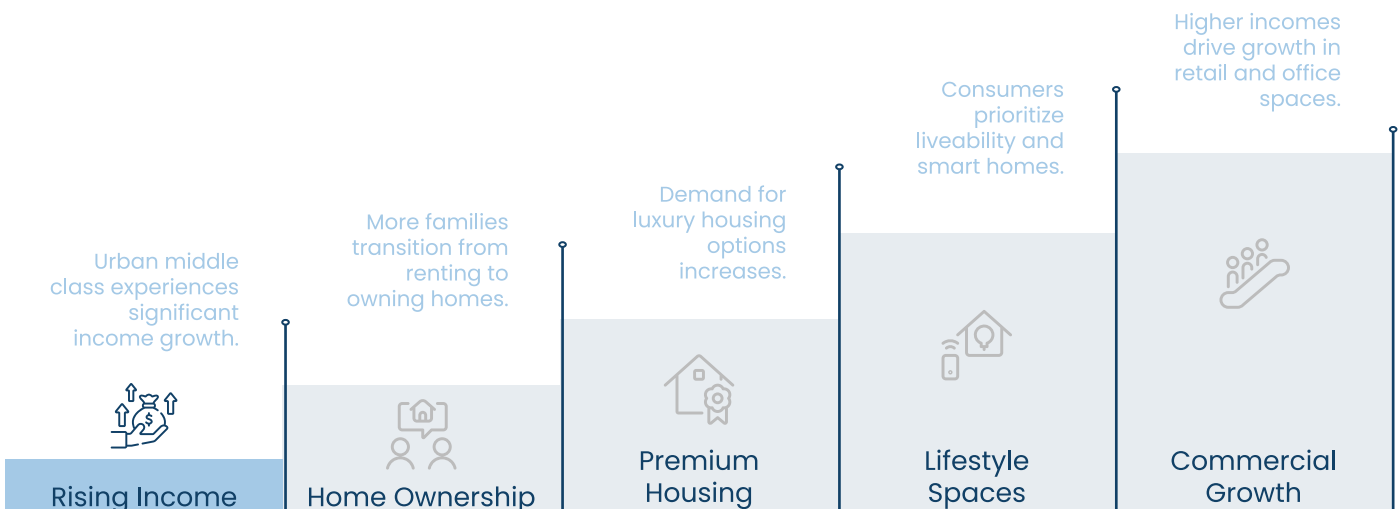 Urban middle
class experiences
significant
income growth.
Rising Income
More families
transition from
renting to
owning homes.
Home Ownership
Demand for
luxury housing
options
increases.
Premium
Housing
Consumers
prioritize
liveability and
smart homes.
Lifestyle
Spaces
Higher incomes
drive growth in
retail and office
spaces.
Commercial
Growth
$